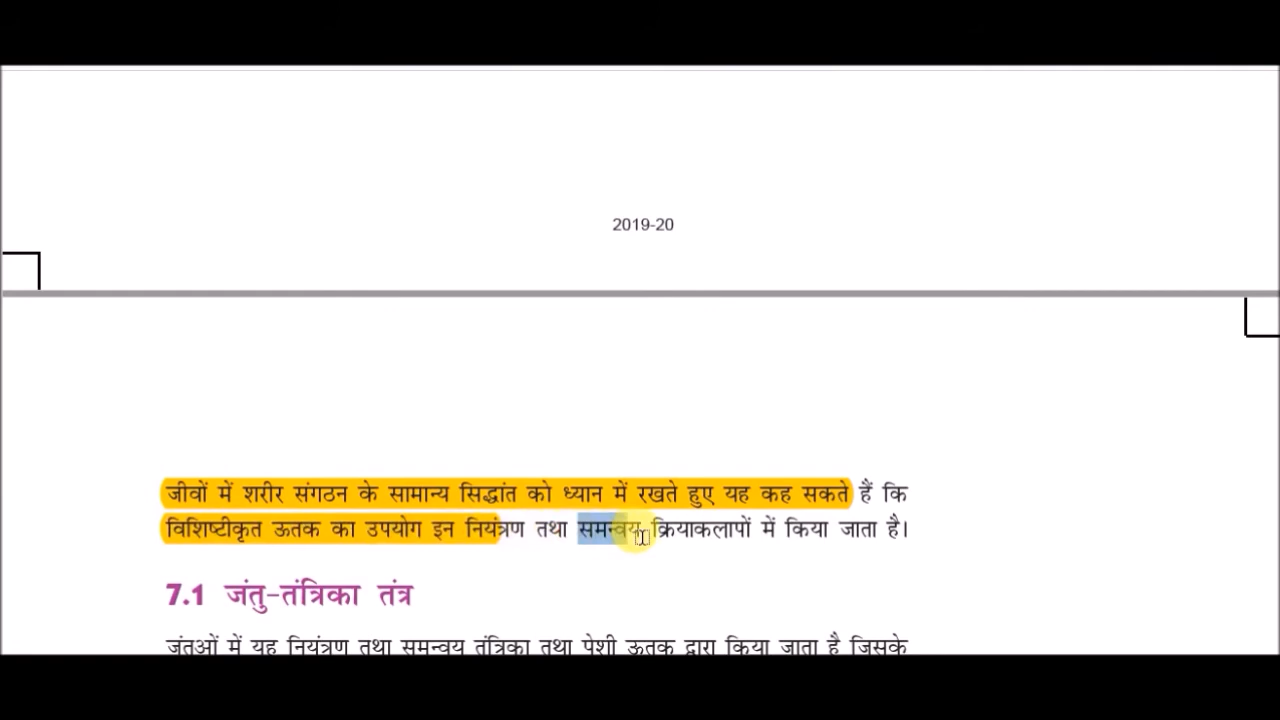 2019-20
जीवों में शरीर संगठन के सामान्य सिद्धांत को ध्यान में रखते हुए यह कह सकते हैं कि
विशिष्टीकृत ऊतक का उपयोग इन नियंत्रण तथा समन्वय क्रियाकलापों में किया जाता है।
7.1 जंतु-तंत्रिका तंत्र
जंतुओं में यह नियंत्रण तथा समन्वय तंत्रिका तथा पेशी ऊतक द्वारा किया जाता है जिसके